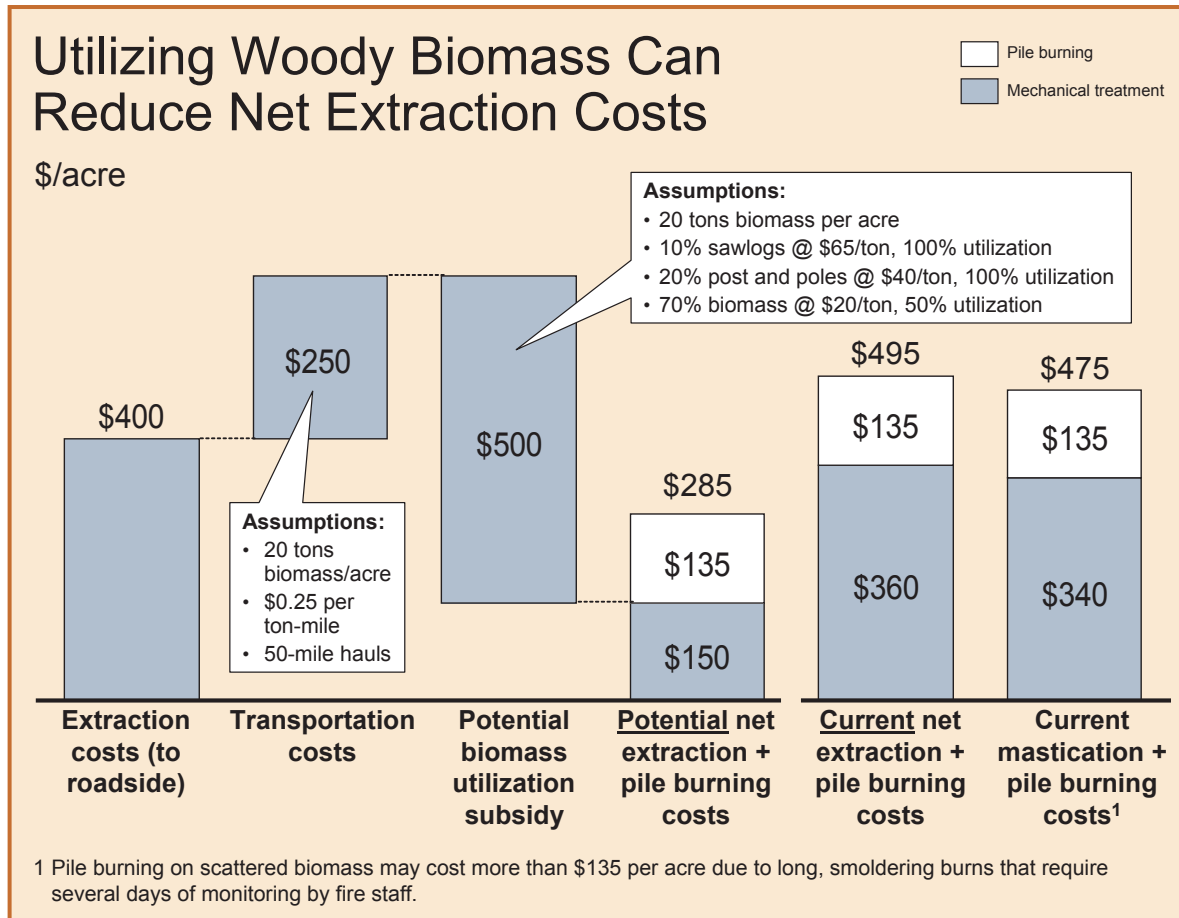 Utilizing Woody Biomass Can
Reduce Net Extraction Costs
Pile burning
Mechanical treatment
$/acre
Assumptions:
• 20 tons biomass per acre
• 10% sawlogs @ $65/ton, 100% utilization
• 20% post and poles @ $40/ton, 100% utilization
• 70% biomass @ $20/ton, 50% utilization
$400
$250
Assumptions:
• 20 tons
biomass/acre
• $0.25 per
ton-mile
• 50-mile hauls
$500
$285
$135
$150
$495
$135
$360
$475
$135
$340
Extraction
costs (to
roadside)
Transportation
costs
Potential
biomass
utilization
subsidy
Potential net
extraction +
pile burning
costs
Current net
extraction +
pile burning
costs
Current
mastication +
pile burning
costs¹
1 Pile burning on scattered biomass may cost more than $135 per acre due to long, smoldering burns that require
several days of monitoring by fire staff.